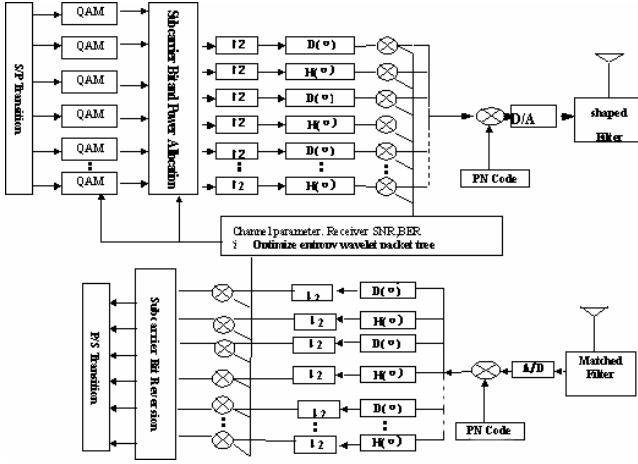 S/P Transition
QAM
QAM
QAM
QAM
QAM
QAM
Subcarrier Bit and Power Allocation
↑2 D(ω)
↑2 H(ω)
↑2 D(ω)
↑2 H(ω)
↑2 D(ω)
↑2 H(ω)
D/A
shaped
Filter
PN Code
Channel parameter. Receiver SNR,BER
Optimize entropy wavelet packet tree
P/S Transition
Subcarrier Bit Reversion
↓2 D(ω)
↓2 H(ω)
↓2 D(ω)
↓2 H(ω)
↓2 D(ω)
↓2 H(ω)
A/D
Matched
Filter
PN Code